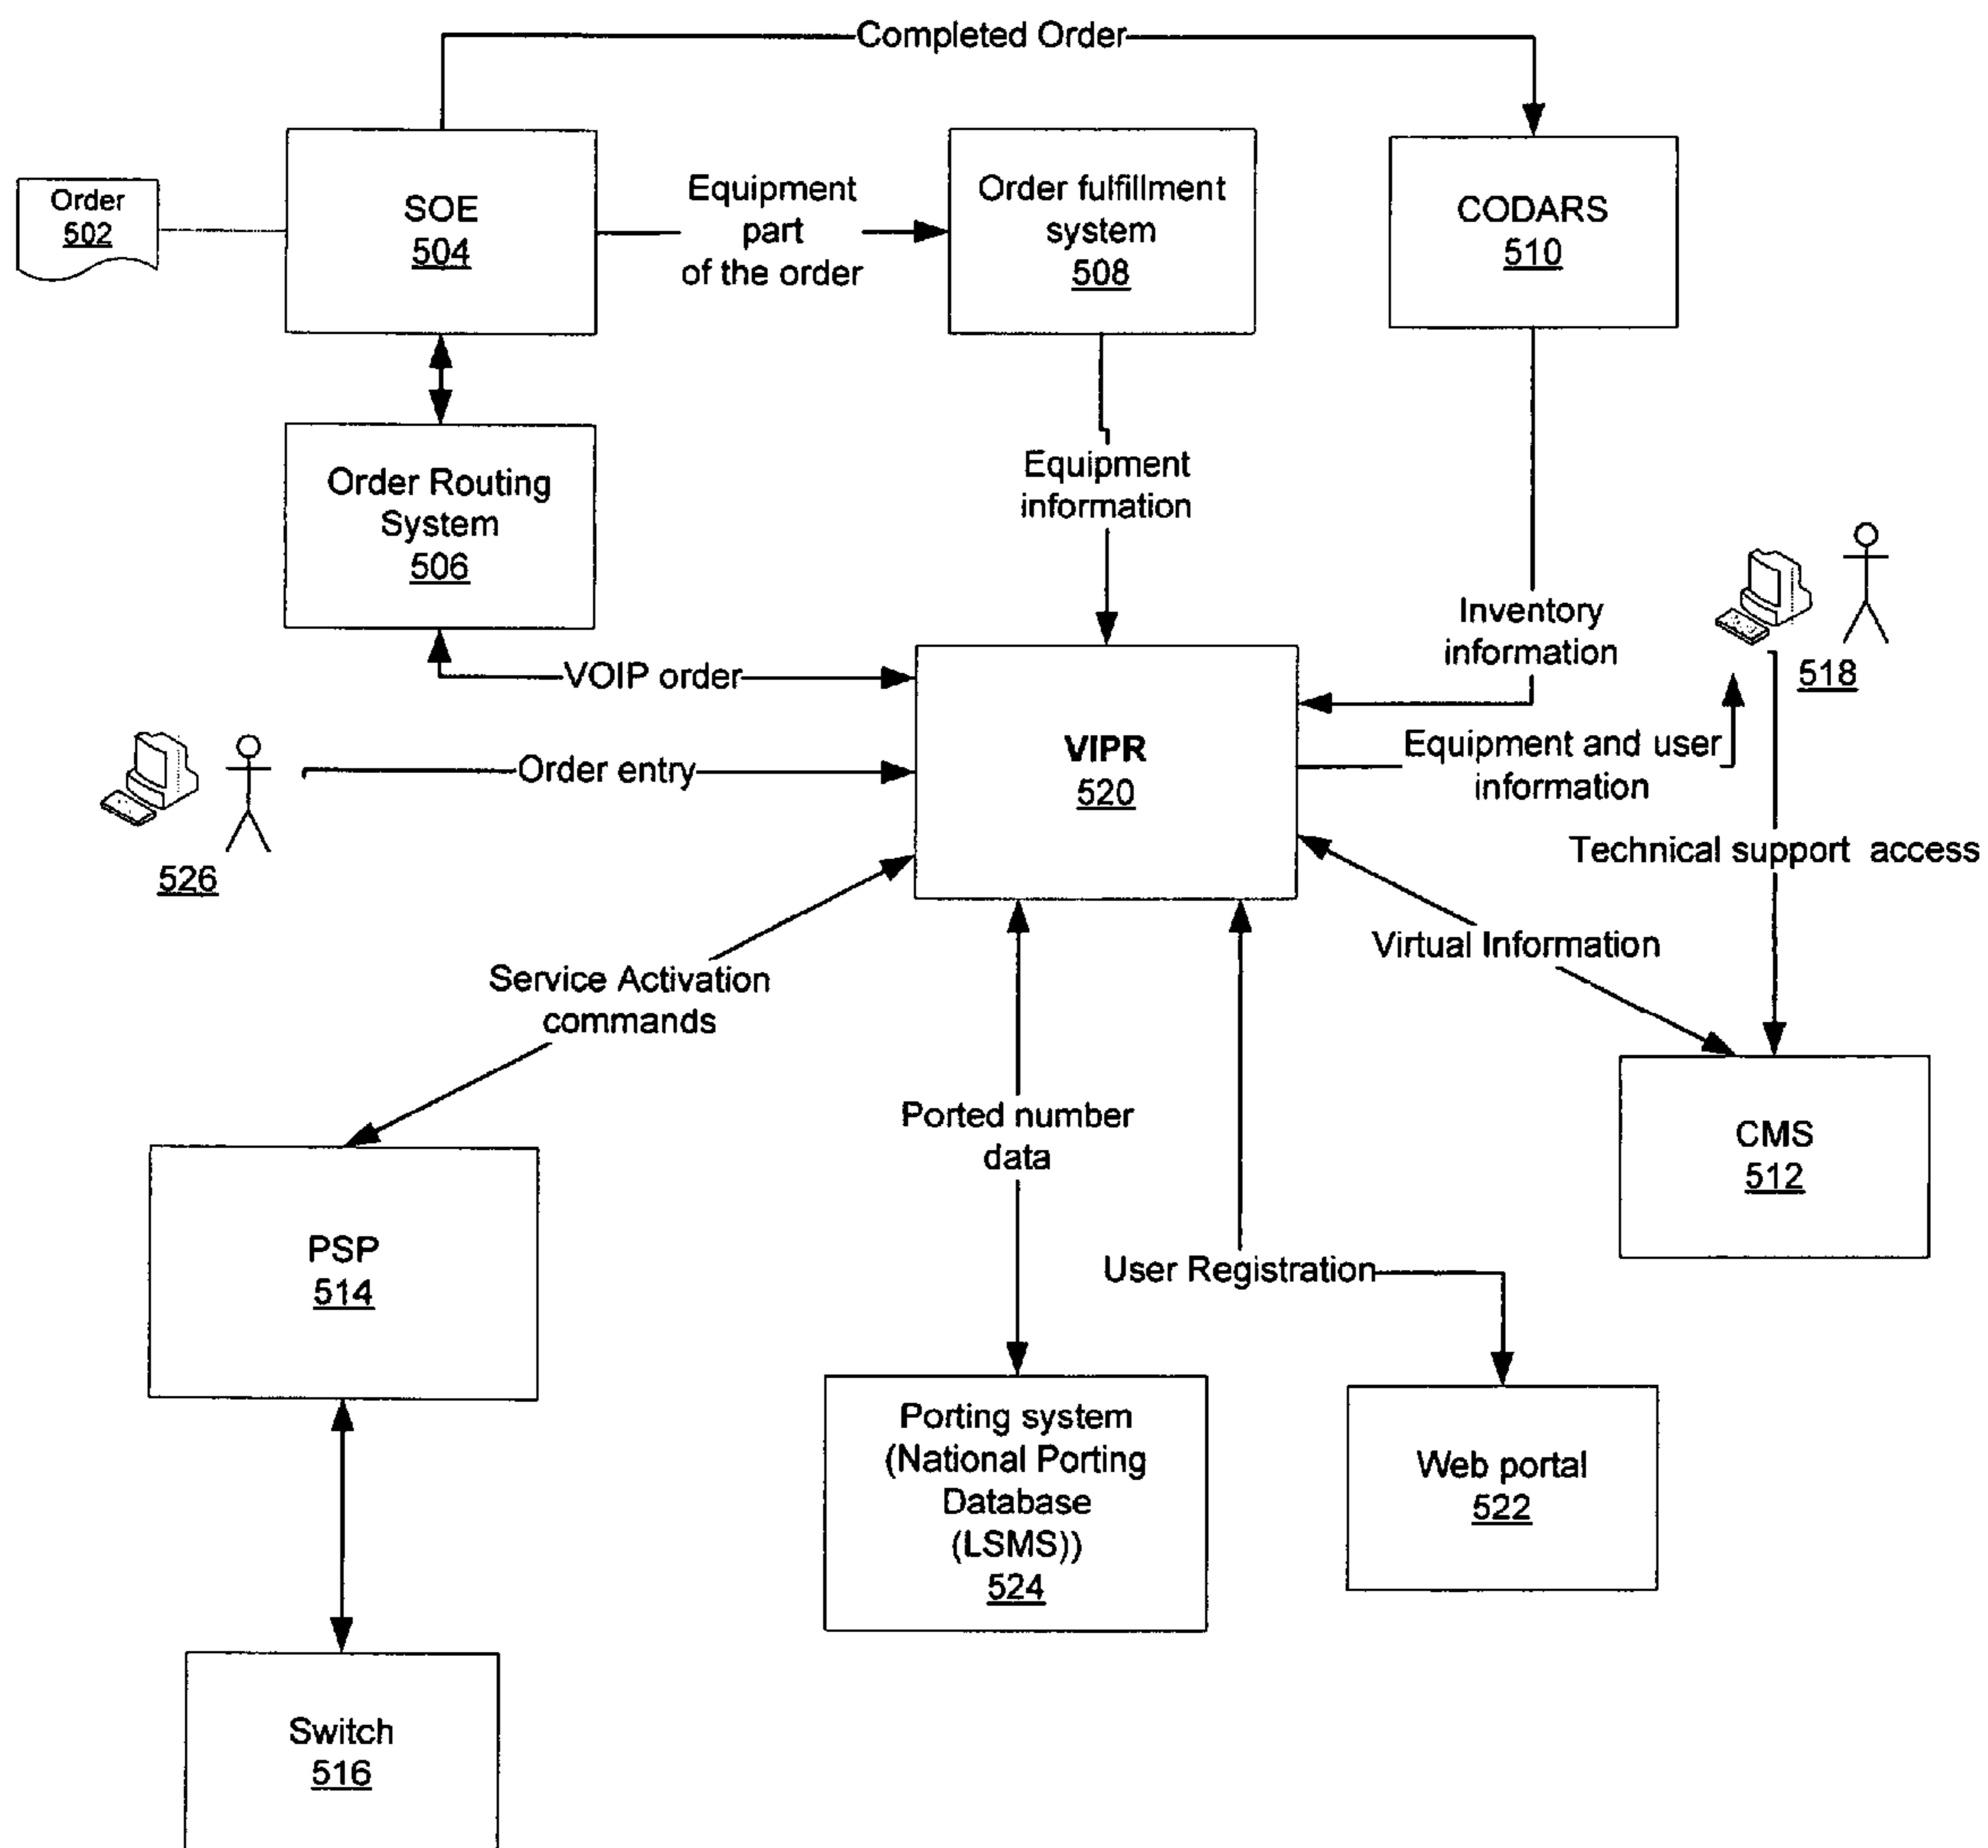 Completed Order
Order
502
SOE
504
Equipment
part
of the order
Order fulfillment
system
508
CODARS
510
Order Routing
System
506
Equipment
information
Inventory
information
518
VOIP order
VIPR
520
Equipment and user
information
Order entry
526
Technical support access
Virtual Information
Service Activation
commands
Ported number
data
CMS
512
PSP
514
User Registration
Porting system
(National Porting
Database
(LSMS))
524
Web portal
522
Switch
516